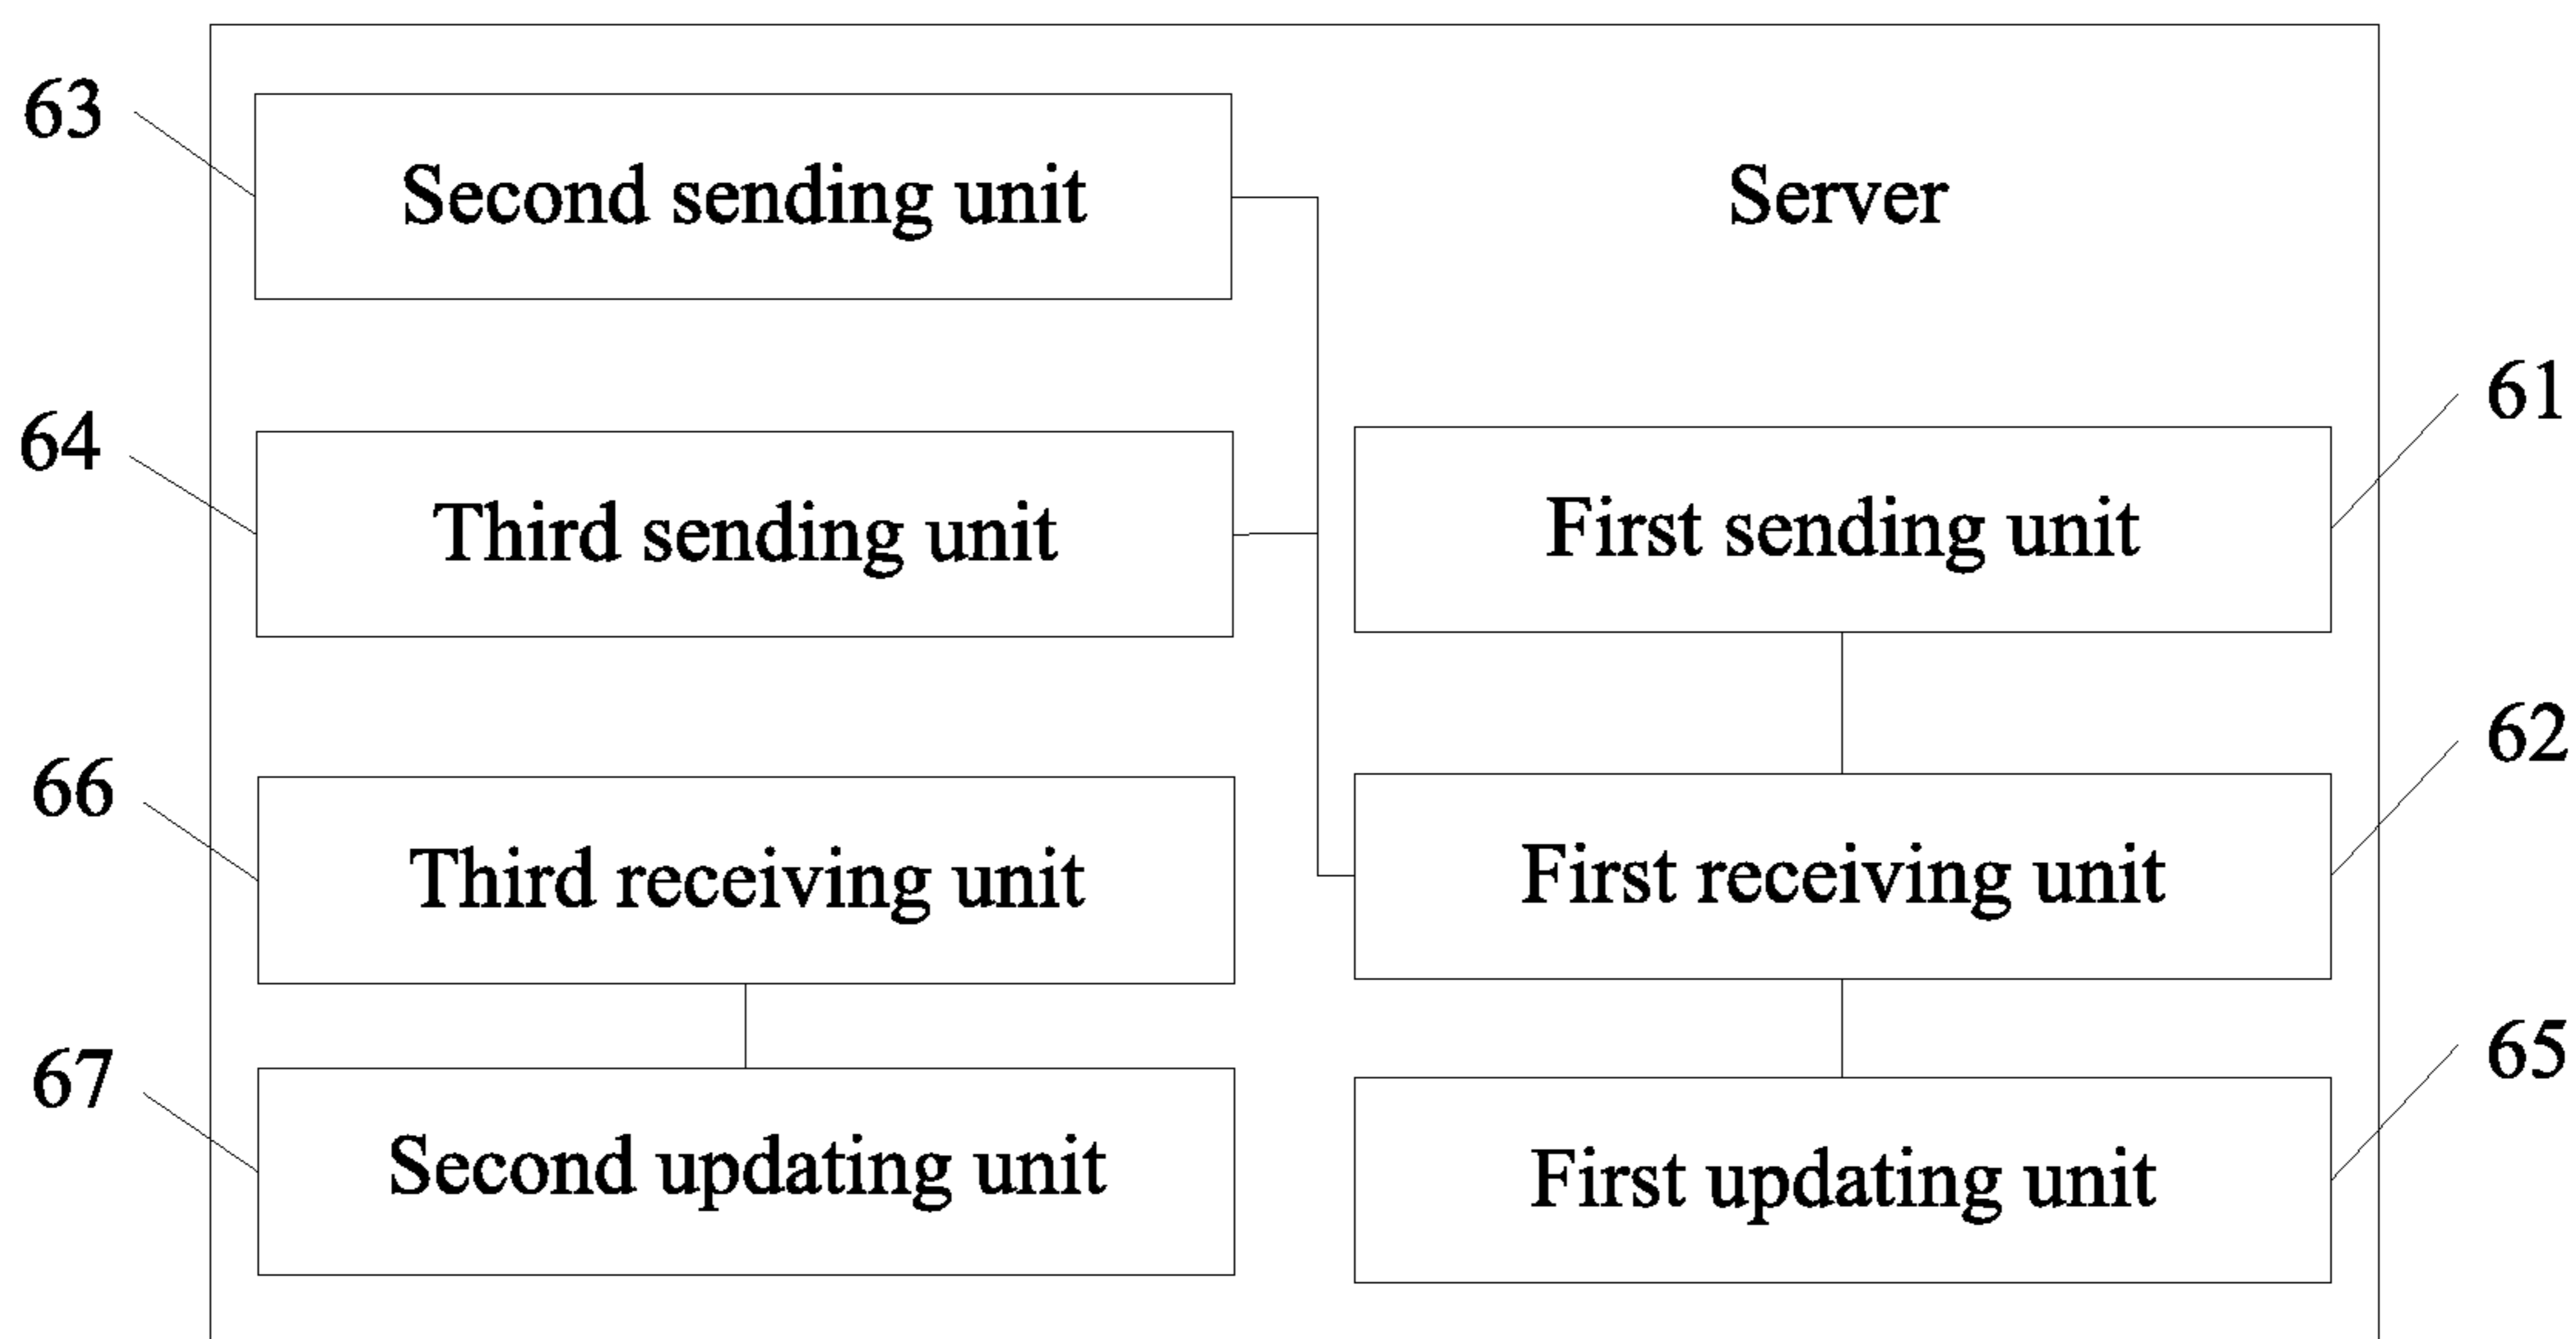 63
Second sending unit
Server
64
Third sending unit
61
First sending unit
66
Third receiving unit
62
First receiving unit
67
Second updating unit
65
First updating unit